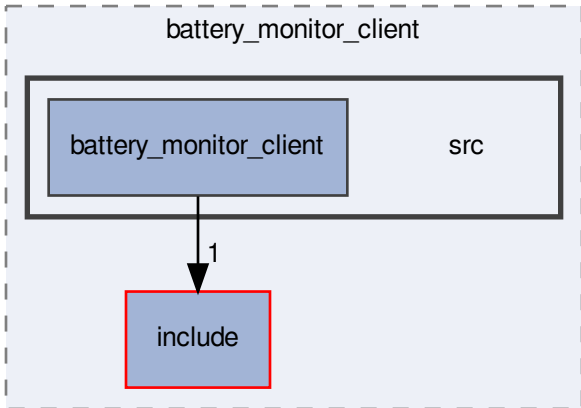 battery_monitor_client
battery_monitor_client
src
1
include